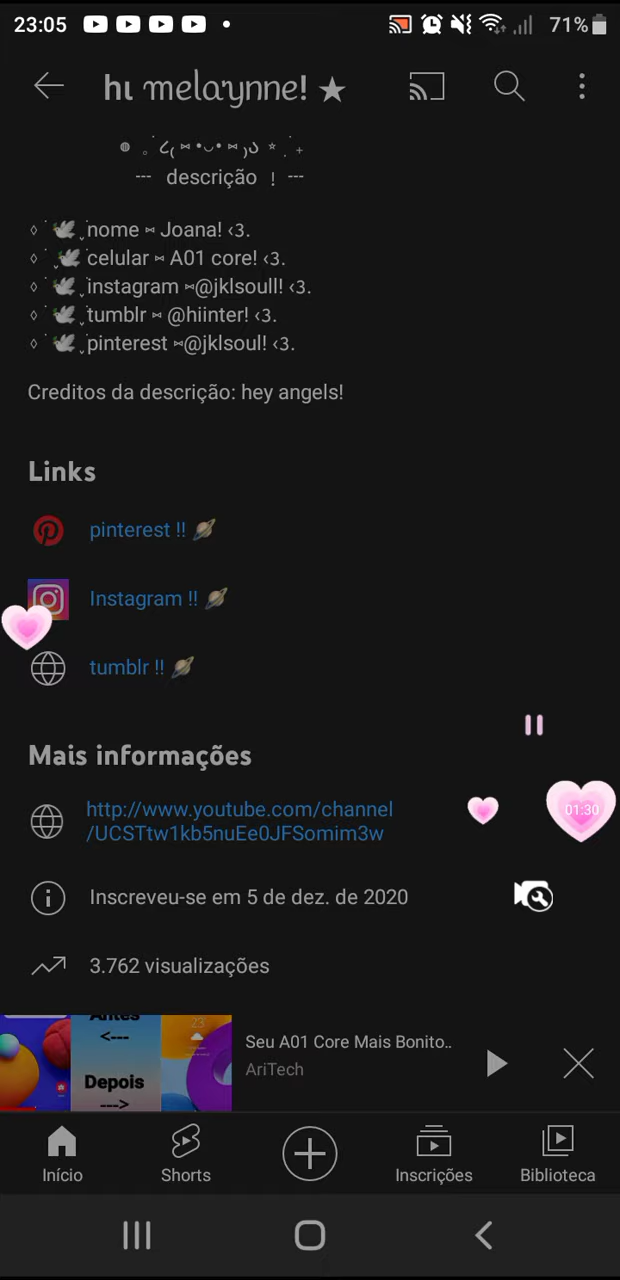 23:05
71%
hι melaynne! ★
--- descrição ! ---
nome ⋈ Joana! ‹3.
celular ⋈ A01 core! ‹3.
instagram ⋈@jklsoull! ‹3.
tumblr ⋈ @hiinter! ‹3.
pinterest ⋈@jklsoul! ‹3.
Creditos da descrição: hey angels!
Links
pinterest !! 🪐
Instagram !! 🪐
tumblr !! 🪐
Mais informações
http://www.youtube.com/channel
/UCSTtw1kb5nuEe0JFSomim3w
01:30
Inscreveu-se em 5 de dez. de 2020
3.762 visualizações
Antes
<---
Depois
--->
23
Seu A01 Core Mais Bonito..
AriTech
Início
Shorts
Inscrições
Biblioteca